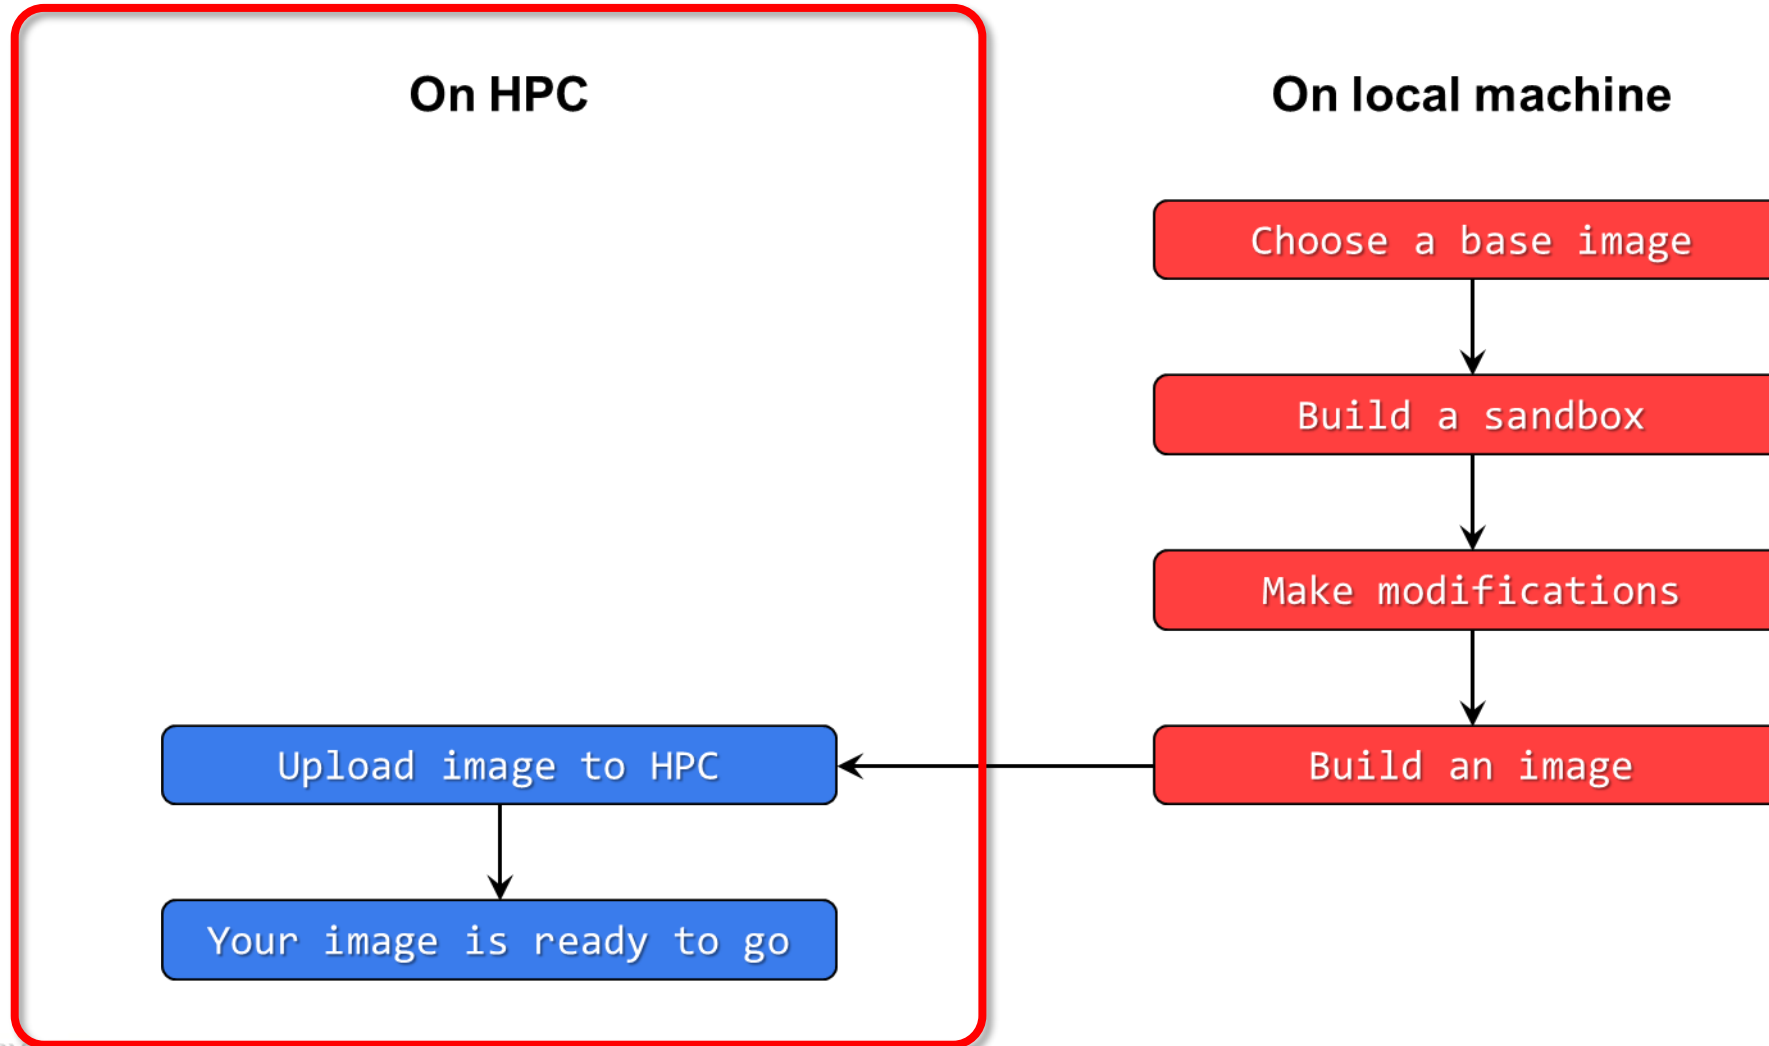 On HPC
On local machine
Choose a base image
Build a sandbox
Make modifications
Build an image
Upload image to HPC
Your image is ready to go